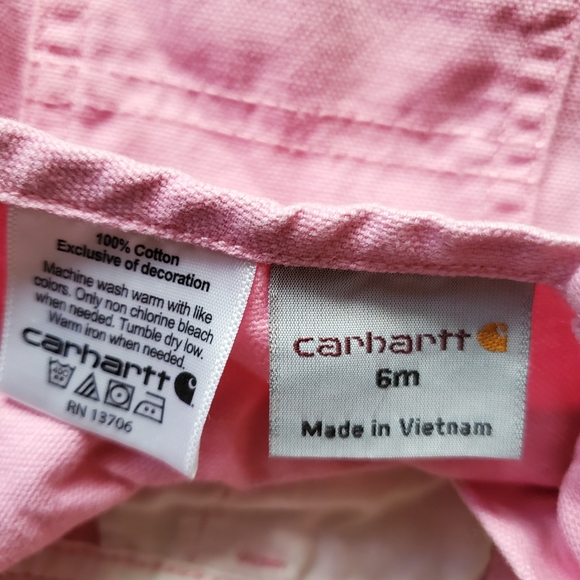 100% Cotton
Exclusive of decoration
Machine wash warm with like
colors. Only non chlorine bleach
when needed. Tumble dry low.
Warm iron when needed.
carhartt
RN 13706
carhartt
6m
Made in Vietnam